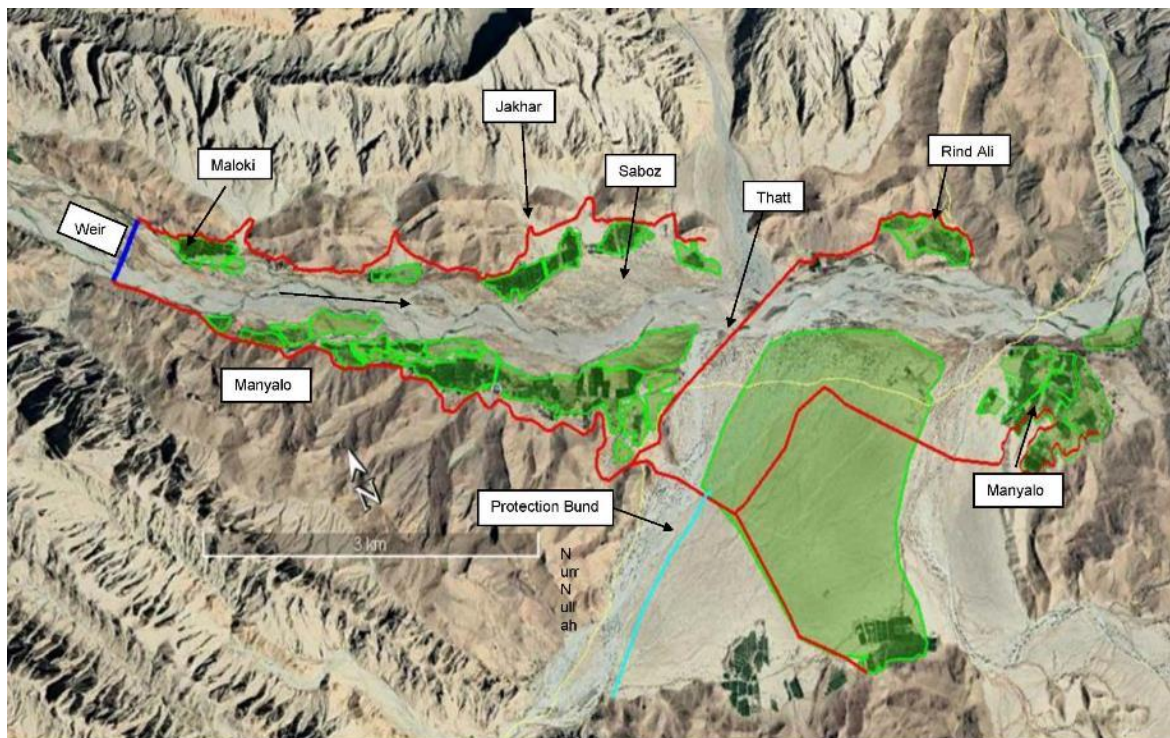 Jakhar
Maloki
Saboz
Rind Ali
Thatt
Weir
Manyalo
N
3 km
Protection Bund
Manyalo
N
urr
N
ull
ah